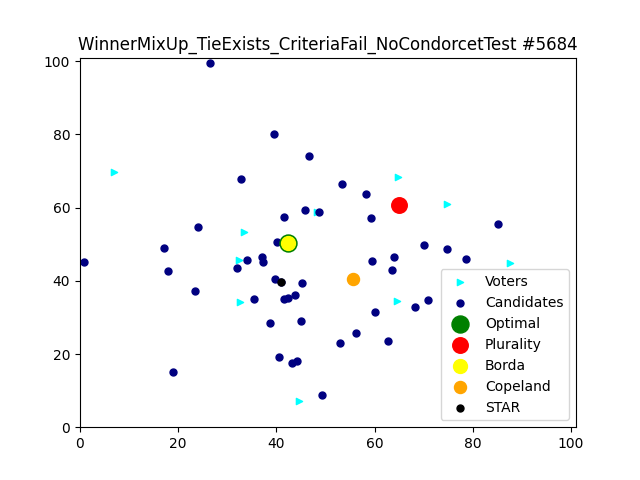 WinnerMixUp_TieExists_CriteriaFail_NoCondorcetTest #5684
100
80
60
40
20
0
0 20 40 60 80 100
Voters
Candidates
Optimal
Plurality
Borda
Copeland
STAR